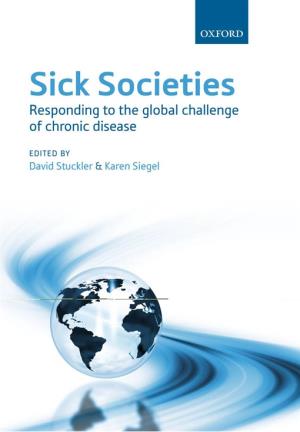 OXFORD
Sick Societies
Responding to the global challenge
of chronic disease
EDITED BY
David Stuckler & Karen Siegel